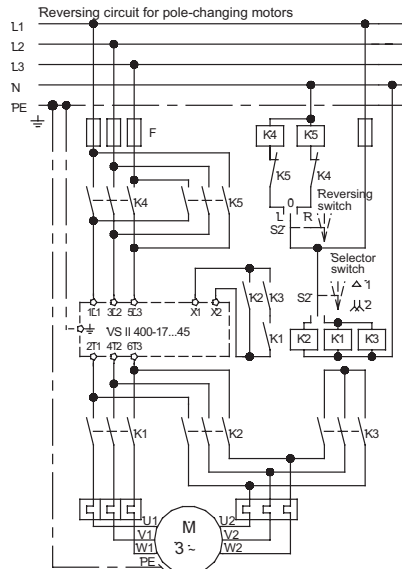 Reversing circuit for pole-changing motors
L1
L2
L3
N
PE
F
K4 K5
K4 K5
K5 K4
L 0 R
Reversing
switch
S2
Selector
switch
1
S2
2
1L1 3L2 5L3 X1 X2
K2 K3
VS II 400-17...45
K1
2T1 4T2 6T3
K2 K1 K3
K1 K2 K3
U1 M U2
V1 3 ~ V2
W1 W2
PE